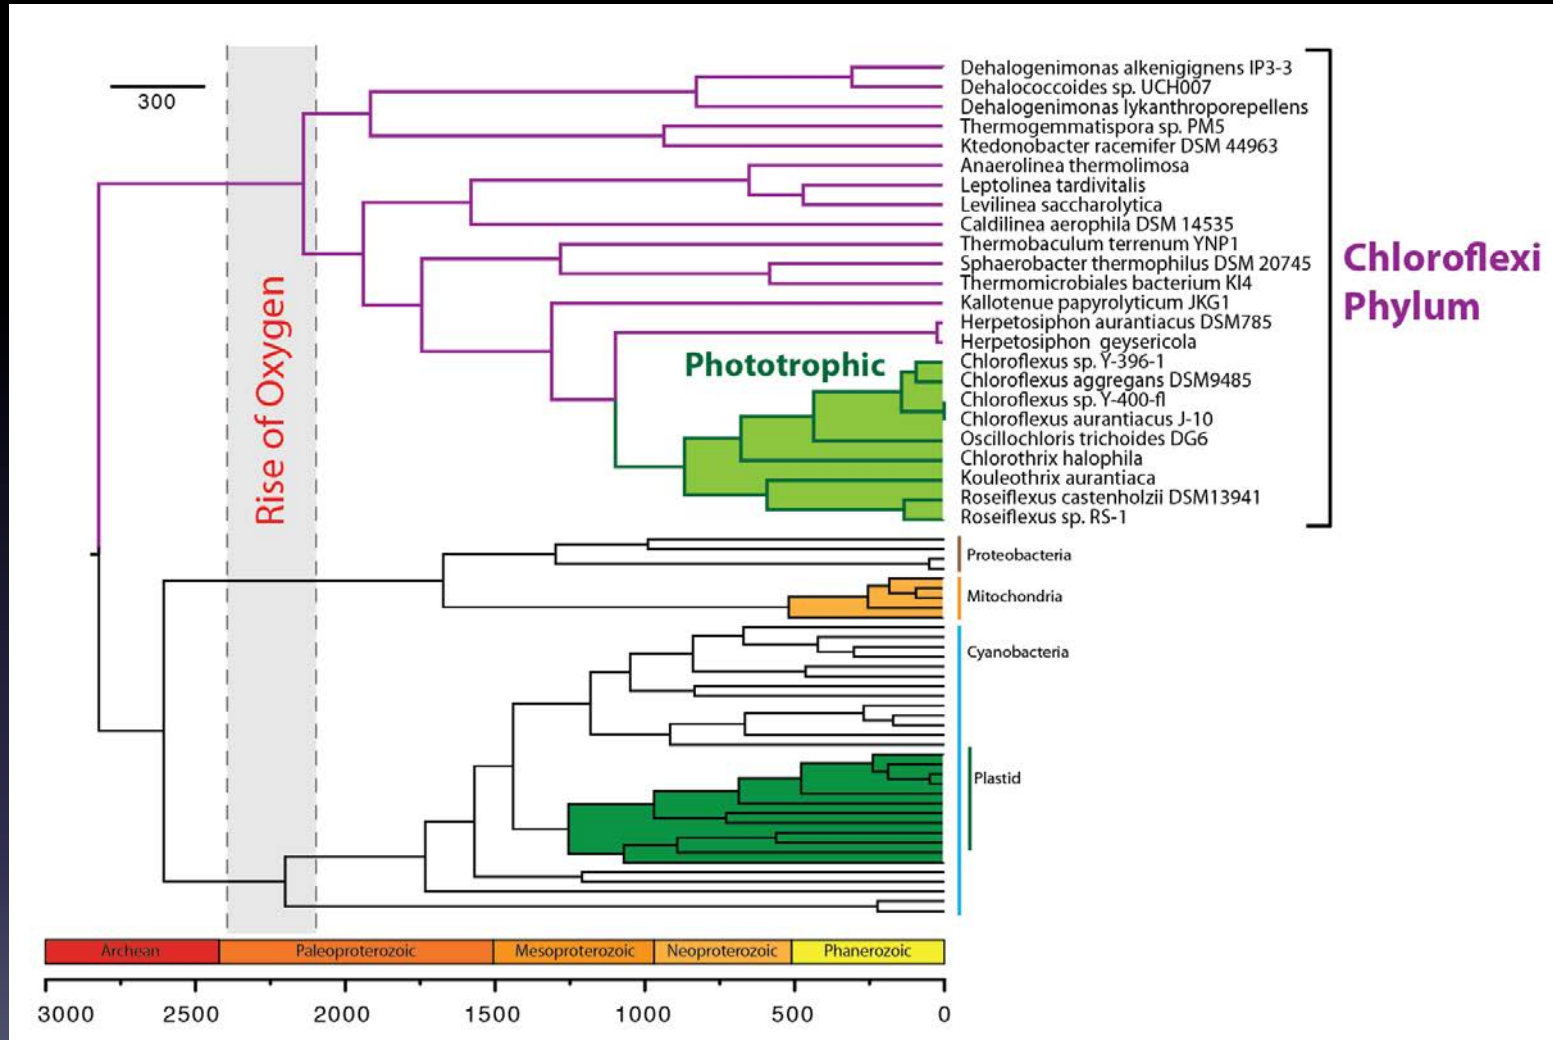 300
Rise of Oxygen
Dehalogenimonas alkenigignens IP3-3
Dehalococcoides sp. UCH007
Dehalogenimonas lykanthroporepellens
Thermogemmatispora sp. PM5
Ktedonobacter racemifer DSM 44963
Anaerolinea thermolimosa
Leptolinea tardivitalis
Levilinea saccharolytica
Caldilinea aerophila DSM 14535
Thermobaculum terrenum YNP1
Sphaerobacter thermophilus DSM 20745
Thermomicrobiales bacterium KI4
Kallotenue papyrolyticum JKG1
Herpetosiphon aurantiacus DSM785
Herpetosiphon geysericola
Chloroflexus sp. Y-396-1
Chloroflexus aggregans DSM9485
Chloroflexus sp. Y-400-fl
Chloroflexus aurantiacus J-10
Oscillochloris trichoides DG6
Chlorothrix halophila
Kouleothrix aurantiaca
Roseiflexus castenholzii DSM13941
Roseiflexus sp. RS-1
Chloroflexi
Phylum
Phototrophic
Proteobacteria
Mitochondria
Cyanobacteria
Plastid
Archean Paleoproterozoic Mesoproterozoic Neoproterozoic Phanerozoic
3000 2500 2000 1500 1000 500 0